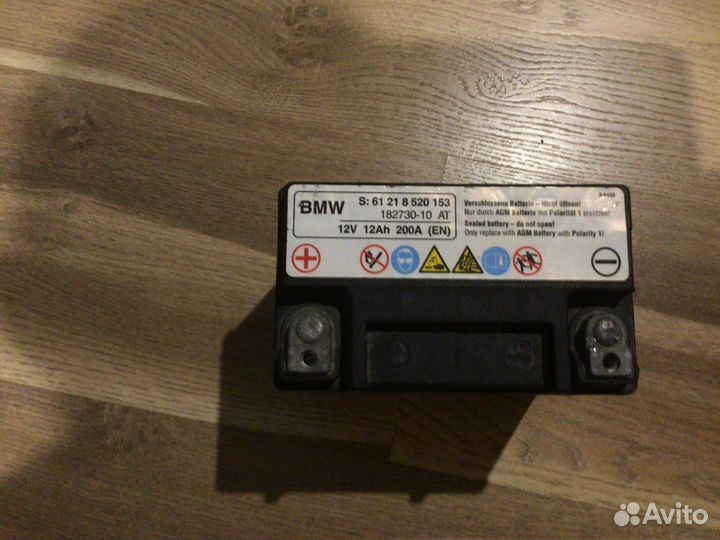 BMW
S: 61 21 8 520 153
182730-10 AT
12V 12Ah 200A (EN)
Verschlossene Batterie – Nicht öffnen!
Nur durch AGM Batterie mit Polarität 1 ersetzen!
Sealed battery – do not open!
Only replace with AGM Battery with Polarity 1!
Avito